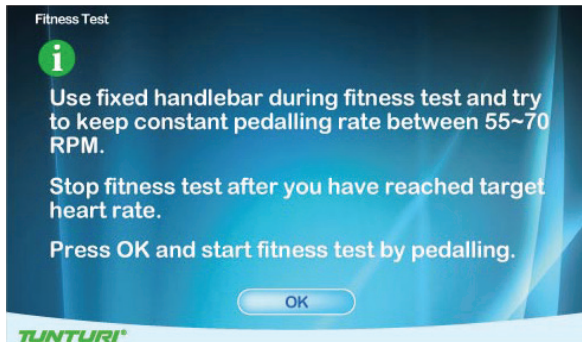 Fitness Test
i
Use fixed handlebar during fitness test and try
to keep constant pedalling rate between 55~70
RPM.
Stop fitness test after you have reached target
heart rate.
Press OK and start fitness test by pedalling.
OK
TUNTURI®